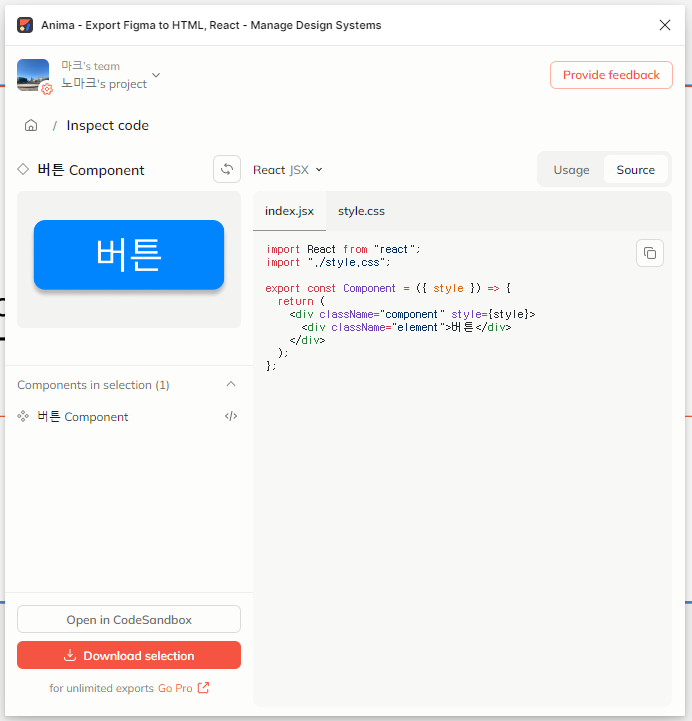 Anima - Export Figma to HTML, React - Manage Design Systems
마크's team
노마크's project
Provide feedback
/ Inspect code
버튼 Component
React JSX
Usage
Source
버튼
index.jsx
style.css
import React from "react";
import "./style.css";
export const Component = ({ style }) => {
return (
<div className="component" style={style}>
<div className="element">버튼</div>
</div>
);
};
Components in selection (1)
버튼 Component
</>
Open in CodeSandbox
Download selection
for unlimited exports Go Pro